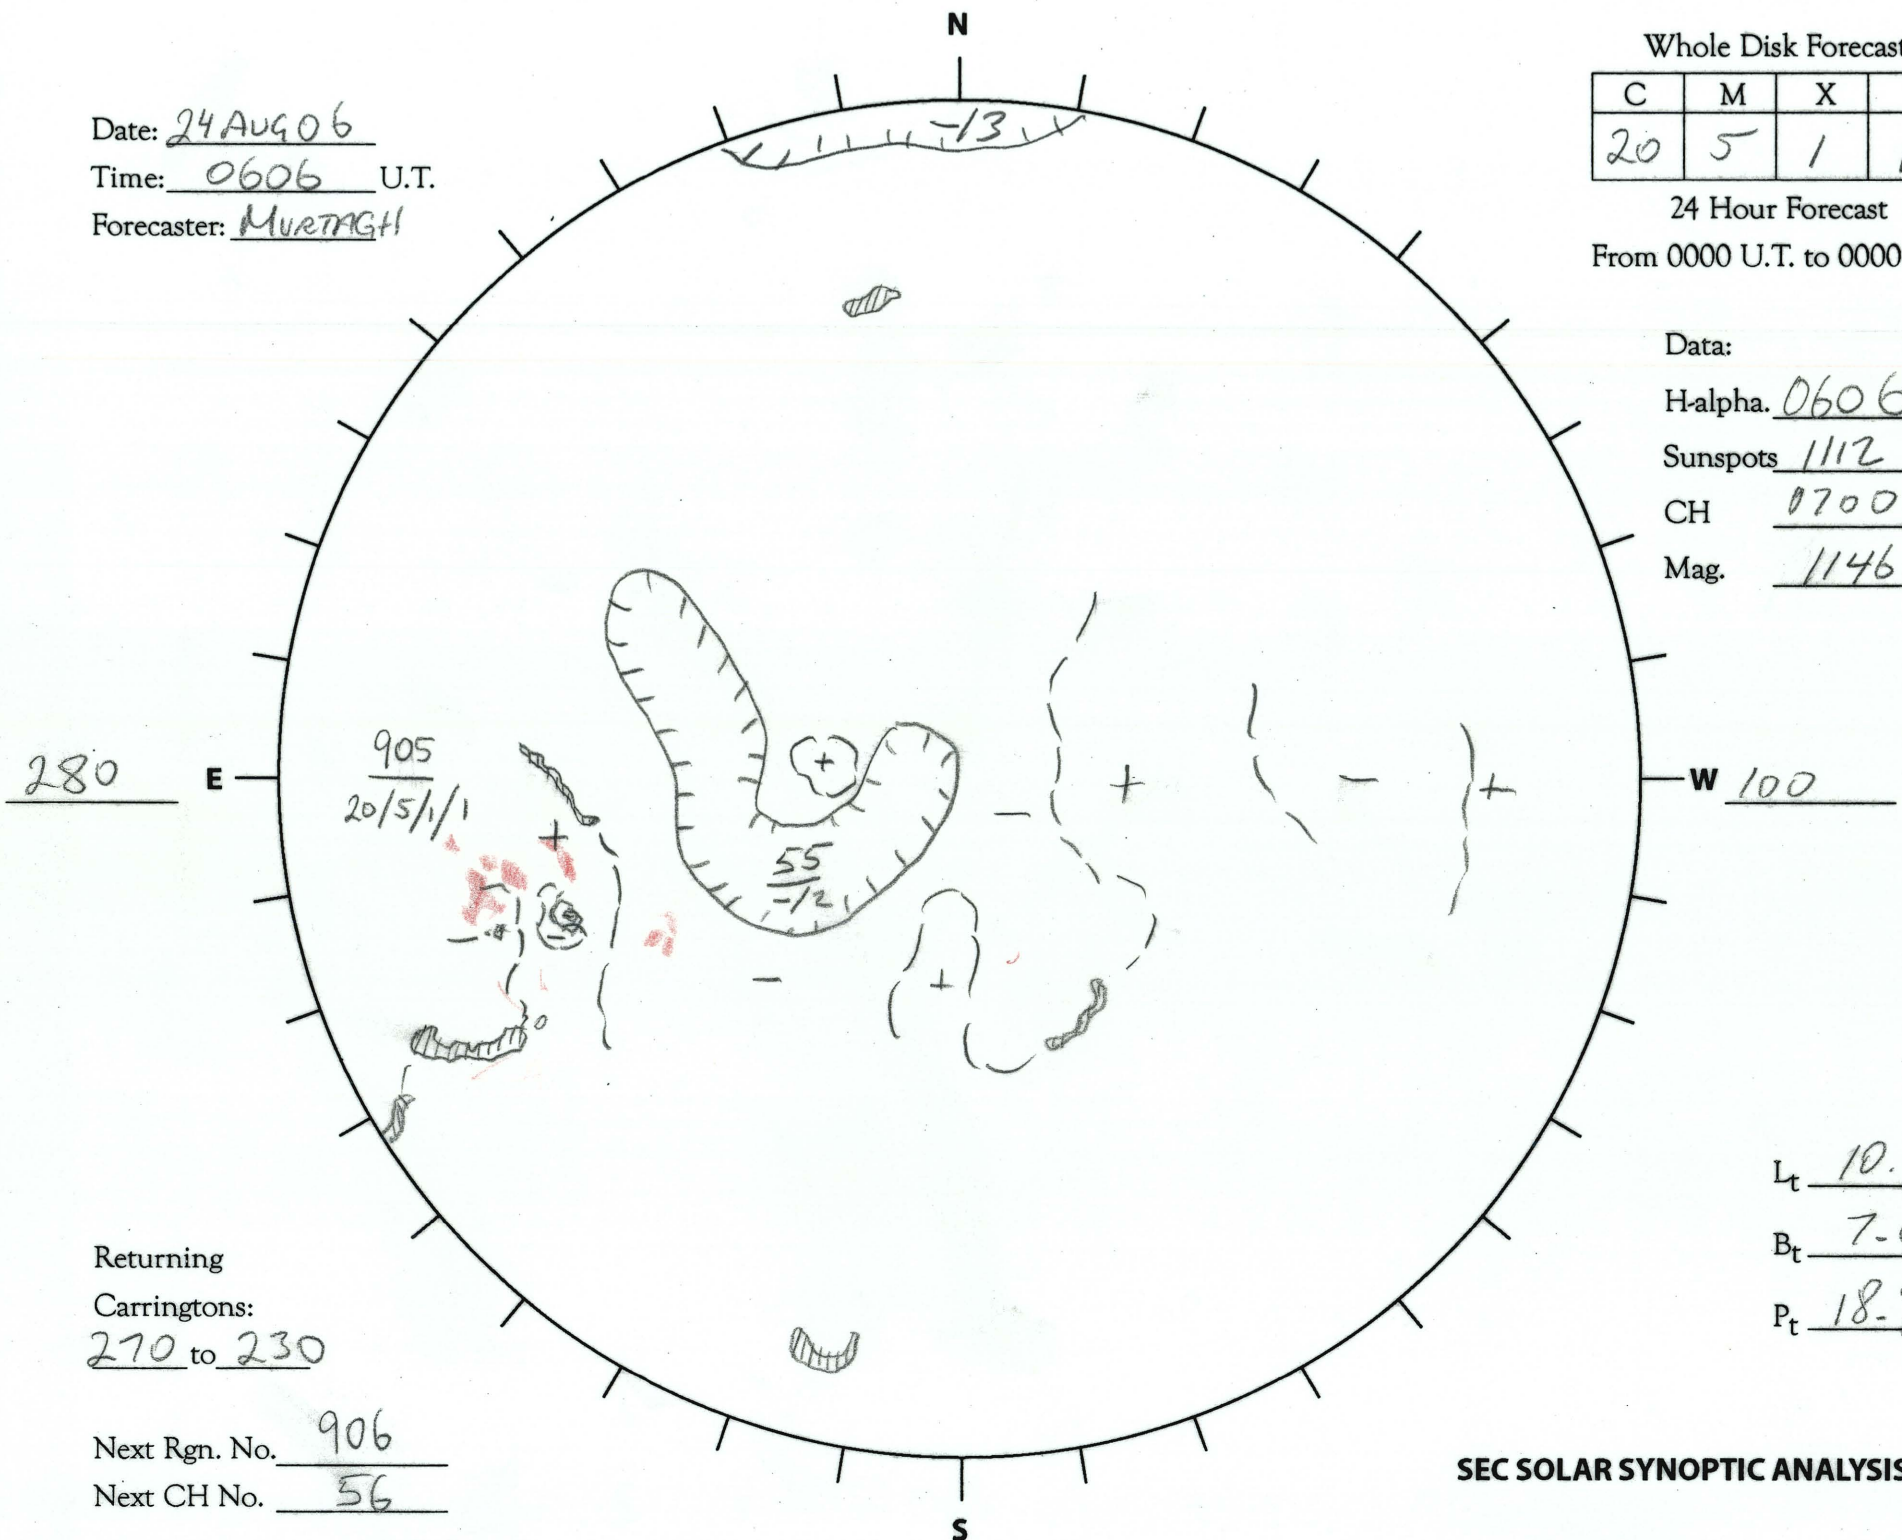 N
Whole Disk Forecast
C M X
20 5 1
24 Hour Forecast
From 0000 U.T. to 0000
Date: 24AUG06
Time: 0606 U.T.
Forecaster: MURTAGH
-13
Data:
H-alpha. 0606
Sunspots 1112
CH 0700
Mag. 1146
905
20/5/1/1
280 E
+
+
-
+
-
+
W 100
55
-/2
+
-
-
+
Lt 10.
Bt 7.
Pt 18.
Returning
Carringtons:
270 to 230
Next Rgn. No. 906
Next CH No. 56
SEC SOLAR SYNOPTIC ANALYSIS
S